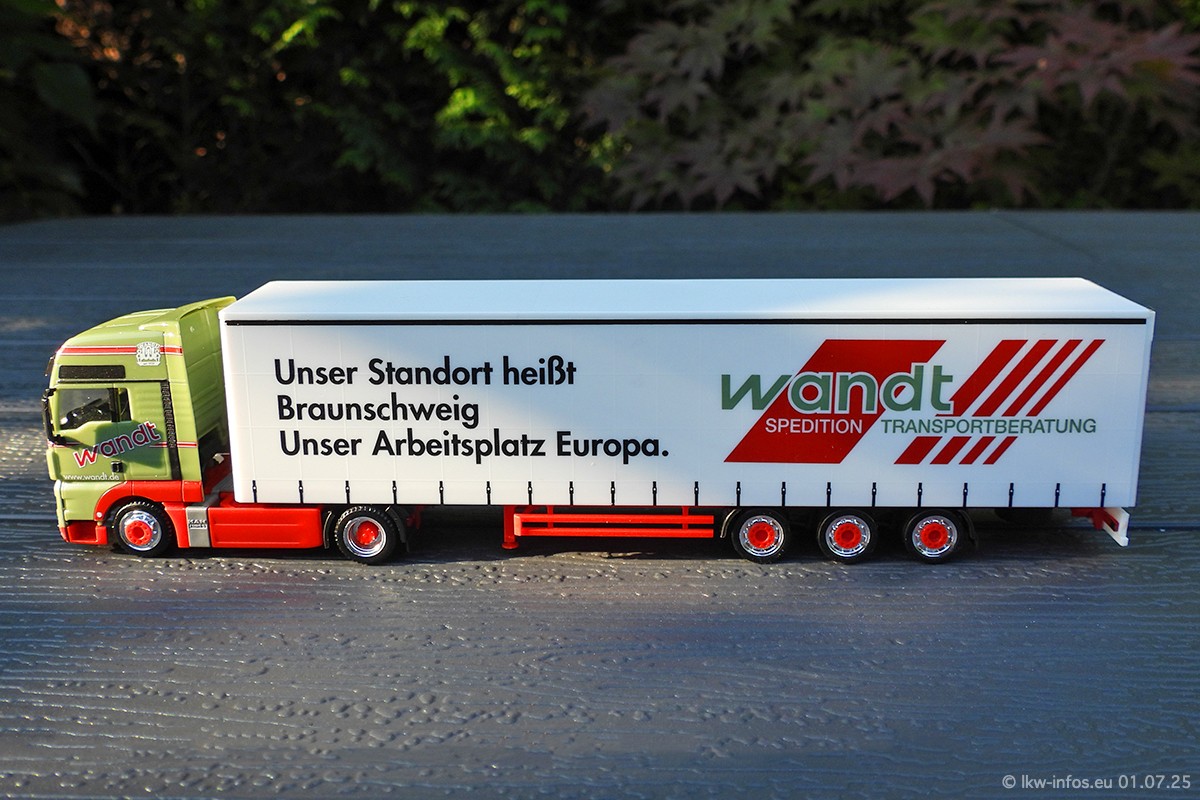 Unser Standort heißt
Braunschweig
Unser Arbeitsplatz Europa.
wandt
SPEDITION TRANSPORTBERATUNG
wandt
www.wandt.de
MAN
© lkw-infos.eu 01.07.25